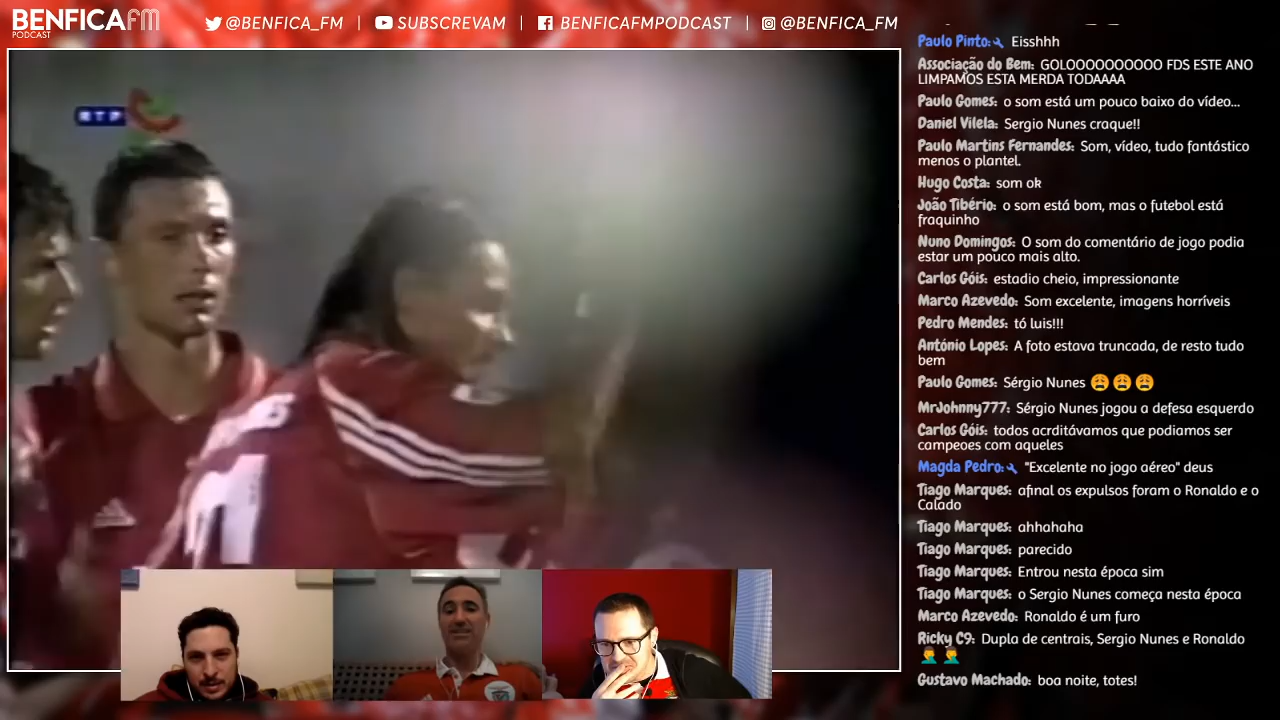 BENFICA FM
PODCAST
@BENFICA_FM | SUBSCREVAM | BENFICAFMPODCAST | @BENFICA_FM
RTP
Paulo Pinto: Eisshhh
Associação do Bem: GOLOOOOOOOOOO FDS ESTE ANO
LIMPAMOS ESTA MERDA TODAAAA
Paulo Gomes: o som está um pouco baixo do vídeo...
Daniel Vilela: Sergio Nunes craque!!
Paulo Martins Fernandes: Som, vídeo, tudo fantástico
menos o plantel.
Hugo Costa: som ok
João Tibério: o som está bom, mas o futebol está
fraquinho
Nuno Domingos: O som do comentário de jogo podia
estar um pouco mais alto.
Carlos Góis: estadio cheio, impressionante
Marco Azevedo: Som excelente, imagens horríveis
Pedro Mendes: tó luis!!!
António Lopes: A foto estava truncada, de resto tudo
bem
Paulo Gomes: Sérgio Nunes 😩😩😩
MrJohnny777: Sérgio Nunes jogou a defesa esquerdo
Carlos Góis: todos acrditávamos que podiamos ser
campeoes com aqueles
Magda Pedro: "Excelente no jogo aéreo" deus
Tiago Marques: afinal os expulsos foram o Ronaldo e o
Calado
Tiago Marques: ahhahaha
Tiago Marques: parecido
Tiago Marques: Entrou nesta época sim
Tiago Marques: o Sergio Nunes começa nesta época
Marco Azevedo: Ronaldo é um furo
Ricky C9: Dupla de centrais, Sergio Nunes e Ronaldo
🤦‍♂️🤦‍♂️
Gustavo Machado: boa noite, totes!